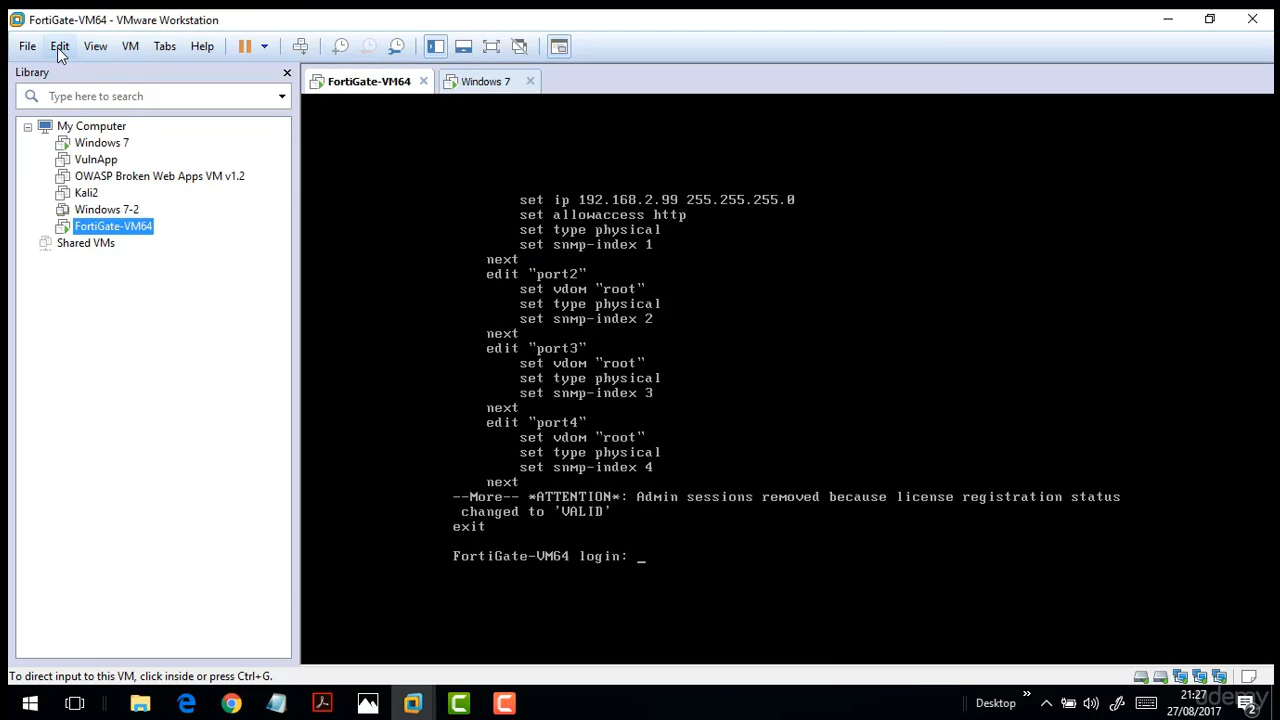 FortiGate-VM64 - VMware Workstation
File Edit View VM Tabs Help
Library
Type here to search
My Computer
Windows 7
VulnApp
OWASP Broken Web Apps VM v1.2
Kali2
Windows 7-2
FortiGate-VM64
Shared VMs
FortiGate-VM64 Windows 7
set ip 192.168.2.99 255.255.255.0
set allowaccess http
set type physical
set snmp-index 1
next
edit "port2"
set vdom "root"
set type physical
set snmp-index 2
next
edit "port3"
set vdom "root"
set type physical
set snmp-index 3
next
edit "port4"
set vdom "root"
set type physical
set snmp-index 4
next
--More-- *ATTENTION*: Admin sessions removed because license registration status
changed to 'VALID'
exit
FortiGate-VM64 login: _
To direct input to this VM, click inside or press Ctrl+G.
Desktop
21:27
27/08/2017
2
udemy